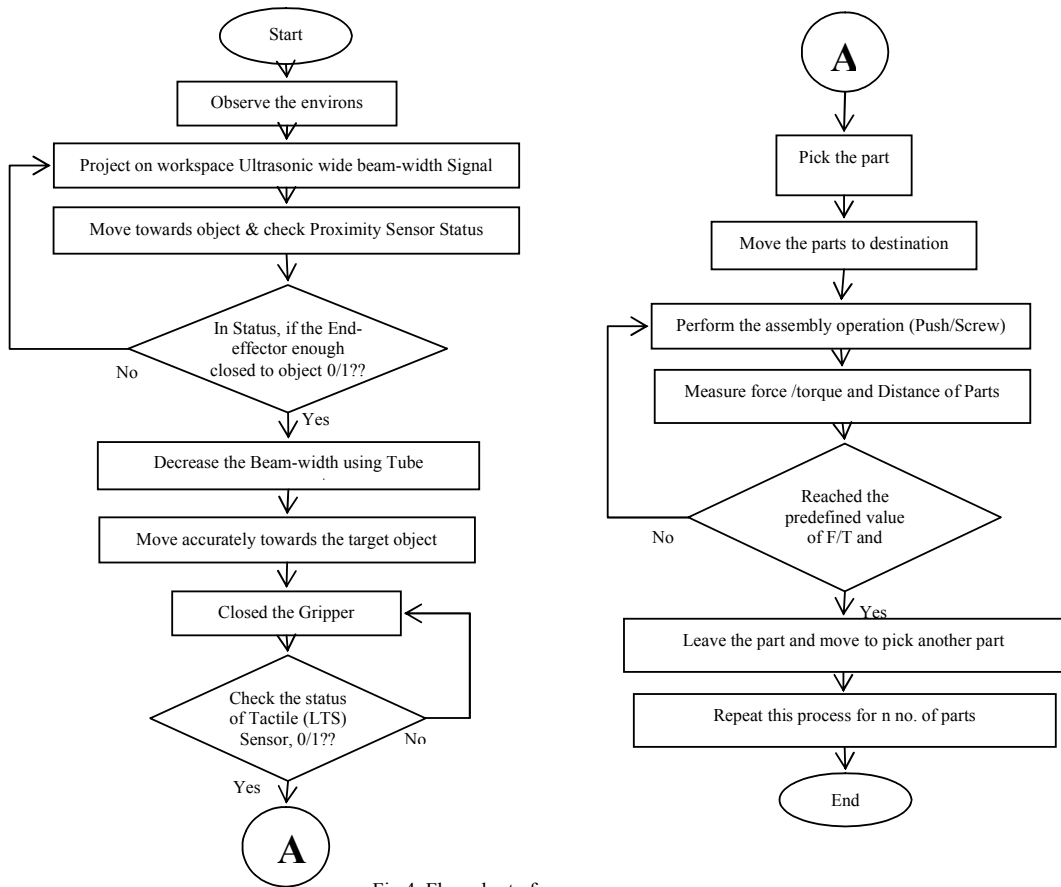 Start
Observe the environs
Project on workspace Ultrasonic wide beam-width Signal
Move towards object & check Proximity Sensor Status
In Status, if the End-
effector enough
closed to object 0/1??
No
Yes
Decrease the Beam-width using Tube
Move accurately towards the target object
Closed the Gripper
Check the status
of Tactile (LTS)
Sensor, 0/1??
No
Yes
A
A
Pick the part
Move the parts to destination
Perform the assembly operation (Push/Screw)
Measure force /torque and Distance of Parts
Reached the
predefined value
of F/T and
No
Yes
Leave the part and move to pick another part
Repeat this process for n no. of parts
End